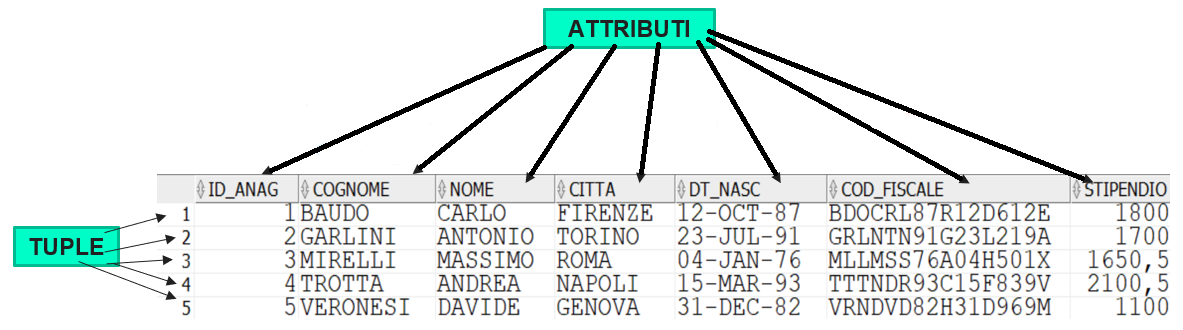 ATTRIBUTI
ID_ANAG COGNOME NOME CITTA DT_NASC COD_FISCALE STIPENDIO
1 1 BAUDO CARLO FIRENZE 12-OCT-87 BDOCRL87R12D612E 1800
TUPLE
2 2 GARLINI ANTONIO TORINO 23-JUL-91 GRLNTN91G23L219A 1700
3 3 MIRELLI MASSIMO ROMA 04-JAN-76 MLLMSS76A04H501X 1650,5
4 4 TROTTA ANDREA NAPOLI 15-MAR-93 TTTNDR93C15F839V 2100,5
5 5 VERONESI DAVIDE GENOVA 31-DEC-82 VRNDVD82H31D969M 1100